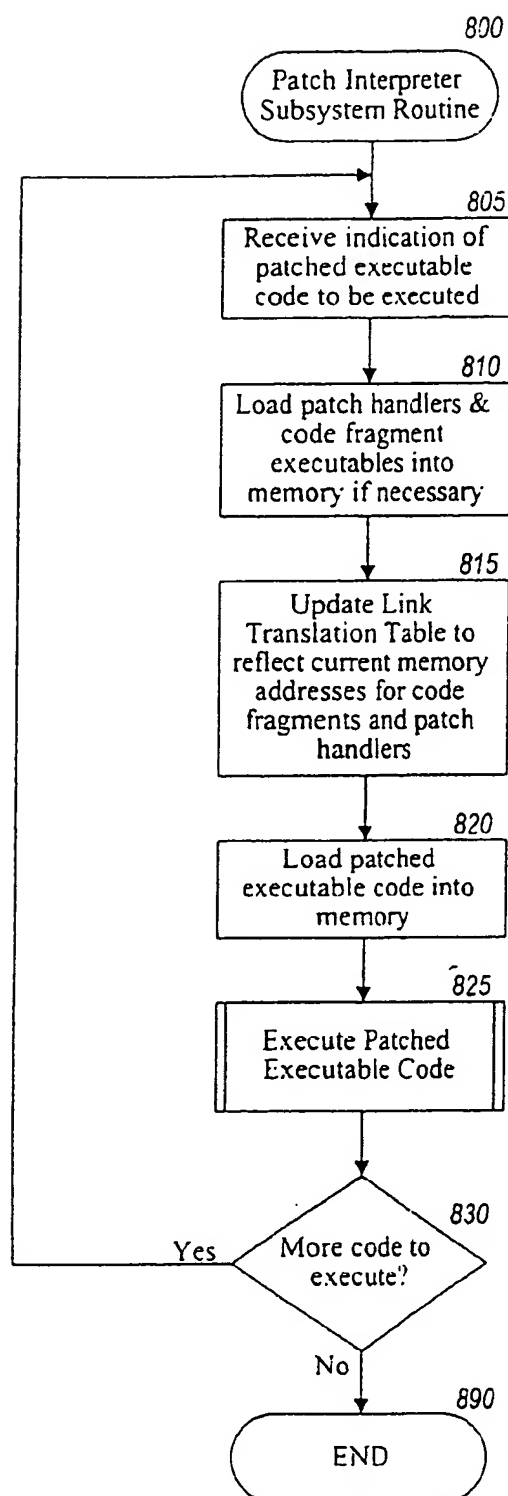 800
Patch Interpreter
Subsystem Routine
805
Receive indication of
patched executable
code to be executed
810
Load patch handlers &
code fragment
executables into
memory if necessary
815
Update Link
Translation Table to
reflect current memory
addresses for code
fragments and patch
handlers
820
Load patched
executable code into
memory
825
Execute Patched
Executable Code
830
More code to
execute?
Yes
No
890
END